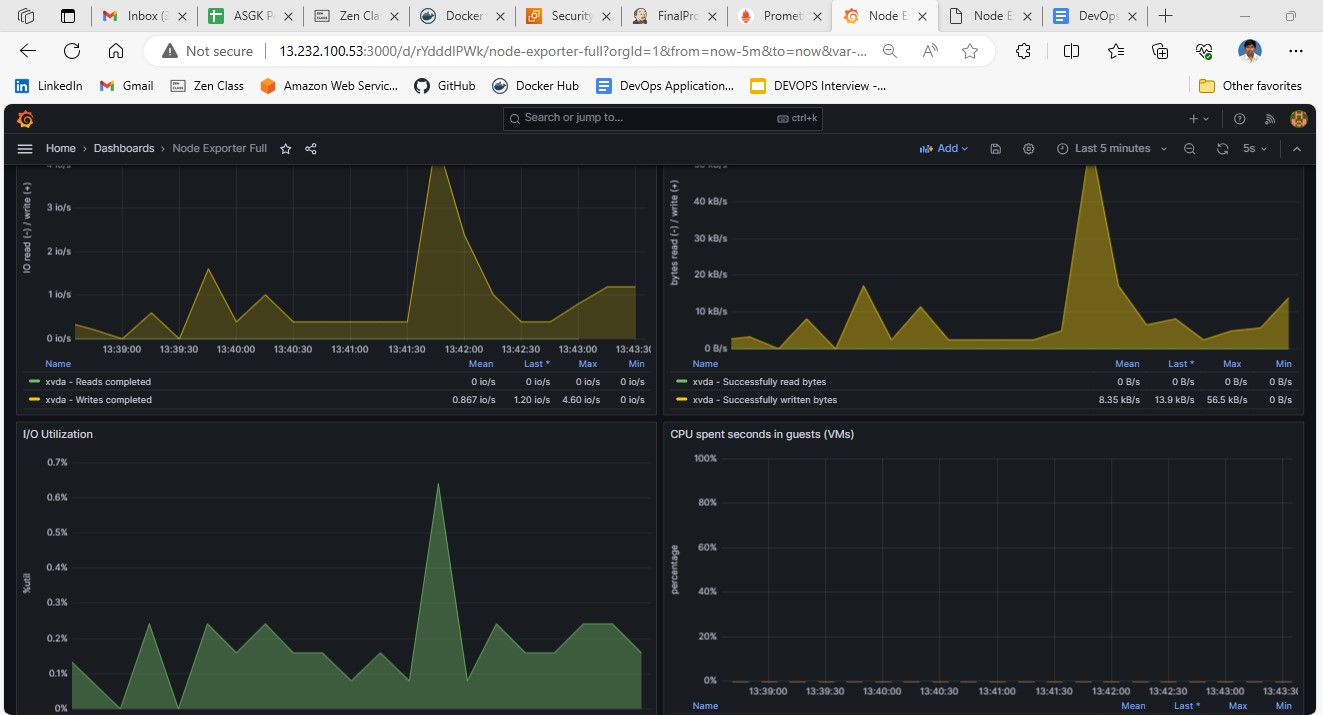 Inbox (3
ASGK P
Zen Cla
Docker
Security
FinalPro
Promet
Node E
Node E
DevOps
Not secure
13.232.100.53:3000/d/rYdddlPWk/node-exporter-full?orgId=1&from=now-5m&to=now&var-...
LinkedIn
Gmail
Zen Class
Amazon Web Servic...
GitHub
Docker Hub
DevOps Application...
DEVOPS Interview -...
Other favorites
Search or jump to...
ctrl+k
Home › Dashboards › Node Exporter Full
Add
Last 5 minutes
5s
IO read (-) / write (+)
4 io/s
3 io/s
2 io/s
1 io/s
0 io/s
13:39:00 13:39:30 13:40:00 13:40:30 13:41:00 13:41:30 13:42:00 13:42:30 13:43:00 13:43:30
Name Mean Last * Max Min
xvda - Reads completed 0 io/s 0 io/s 0 io/s 0 io/s
xvda - Writes completed 0.867 io/s 1.20 io/s 4.60 io/s 0 io/s
bytes read (-) / write (+)
50 kB/s
40 kB/s
30 kB/s
20 kB/s
10 kB/s
0 B/s
Name Mean Last * Max Min
xvda - Successfully read bytes 0 B/s 0 B/s 0 B/s 0 B/s
xvda - Successfully written bytes 8.35 kB/s 13.9 kB/s 56.5 kB/s 0 B/s
I/O Utilization
%util
0.7%
0.6%
0.5%
0.4%
0.3%
0.2%
0.1%
0%
CPU spent seconds in guests (VMs)
percentage
100%
80%
60%
40%
20%
0%
13:39:00 13:39:30 13:40:00 13:40:30 13:41:00 13:41:30 13:42:00 13:42:30 13:43:00 13:43:30
Name Mean Last * Max Min